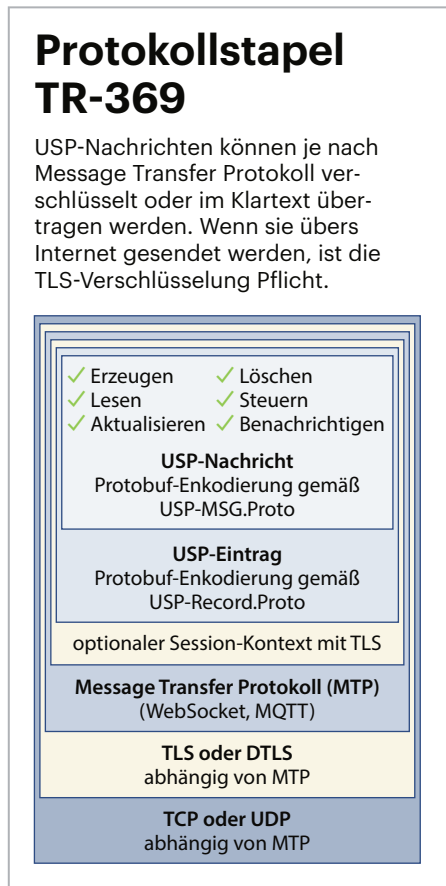 Protokollstapel
TR-369
USP-Nachrichten können je nach
Message Transfer Protokoll ver-
schlüsselt oder im Klartext über-
tragen werden. Wenn sie übers
Internet gesendet werden, ist die
TLS-Verschlüsselung Pflicht.
✓ Erzeugen ✓ Löschen
✓ Lesen ✓ Steuern
✓ Aktualisieren ✓ Benachrichtigen
USP-Nachricht
Protobuf-Enkodierung gemäß
USP-MSG.Proto
USP-Eintrag
Protobuf-Enkodierung gemäß
USP-Record.Proto
optionaler Session-Kontext mit TLS
Message Transfer Protokoll (MTP)
(WebSocket, MQTT)
TLS oder DTLS
abhängig von MTP
TCP oder UDP
abhängig von MTP